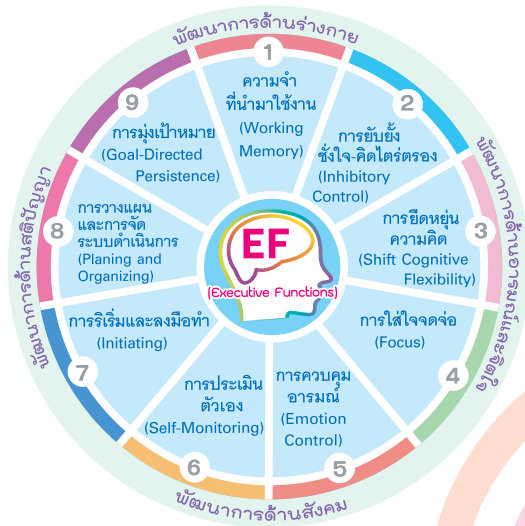 พัฒนาการด้านร่างกาย
1
ความจำ
ที่นำมาใช้งาน
(Working
Memory)
2
การยับยั้ง
ชั่งใจ-คิดไตร่ตรอง
(Inhibitory
Control)
พัฒนาการด้านอารมณ์และจิตใจ
3
การยืดหยุ่น
ความคิด
(Shift Cognitive
Flexibility)
4
การใส่ใจจดจ่อ
(Focus)
5
การควบคุม
อารมณ์
(Emotion
Control)
พัฒนาการด้านสังคม
6
การประเมิน
ตัวเอง
(Self-Monitoring)
7
การริเริ่มและลงมือทำ
(Initiating)
พัฒนาการด้านสติปัญญา
8
การวางแผน
และการจัด
ระบบดำเนินการ
(Planing and
Organizing)
9
การมุ่งเป้าหมาย
(Goal-Directed
Persistence)
EF
(Executive Functions)